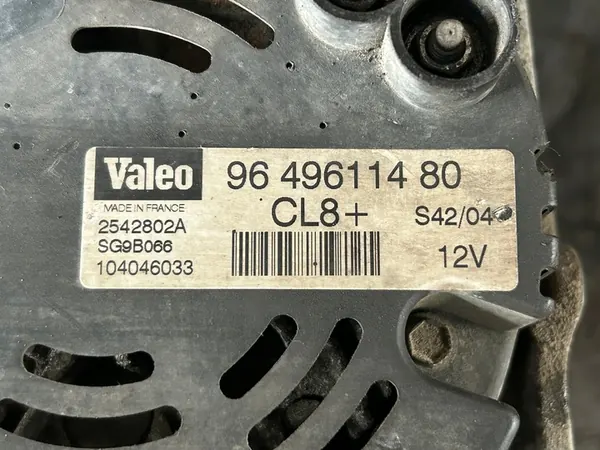 Valeo
96 496114 80
MADE IN FRANCE
CL8+
S42/04
2542802A
SG9B066
104046033
12V